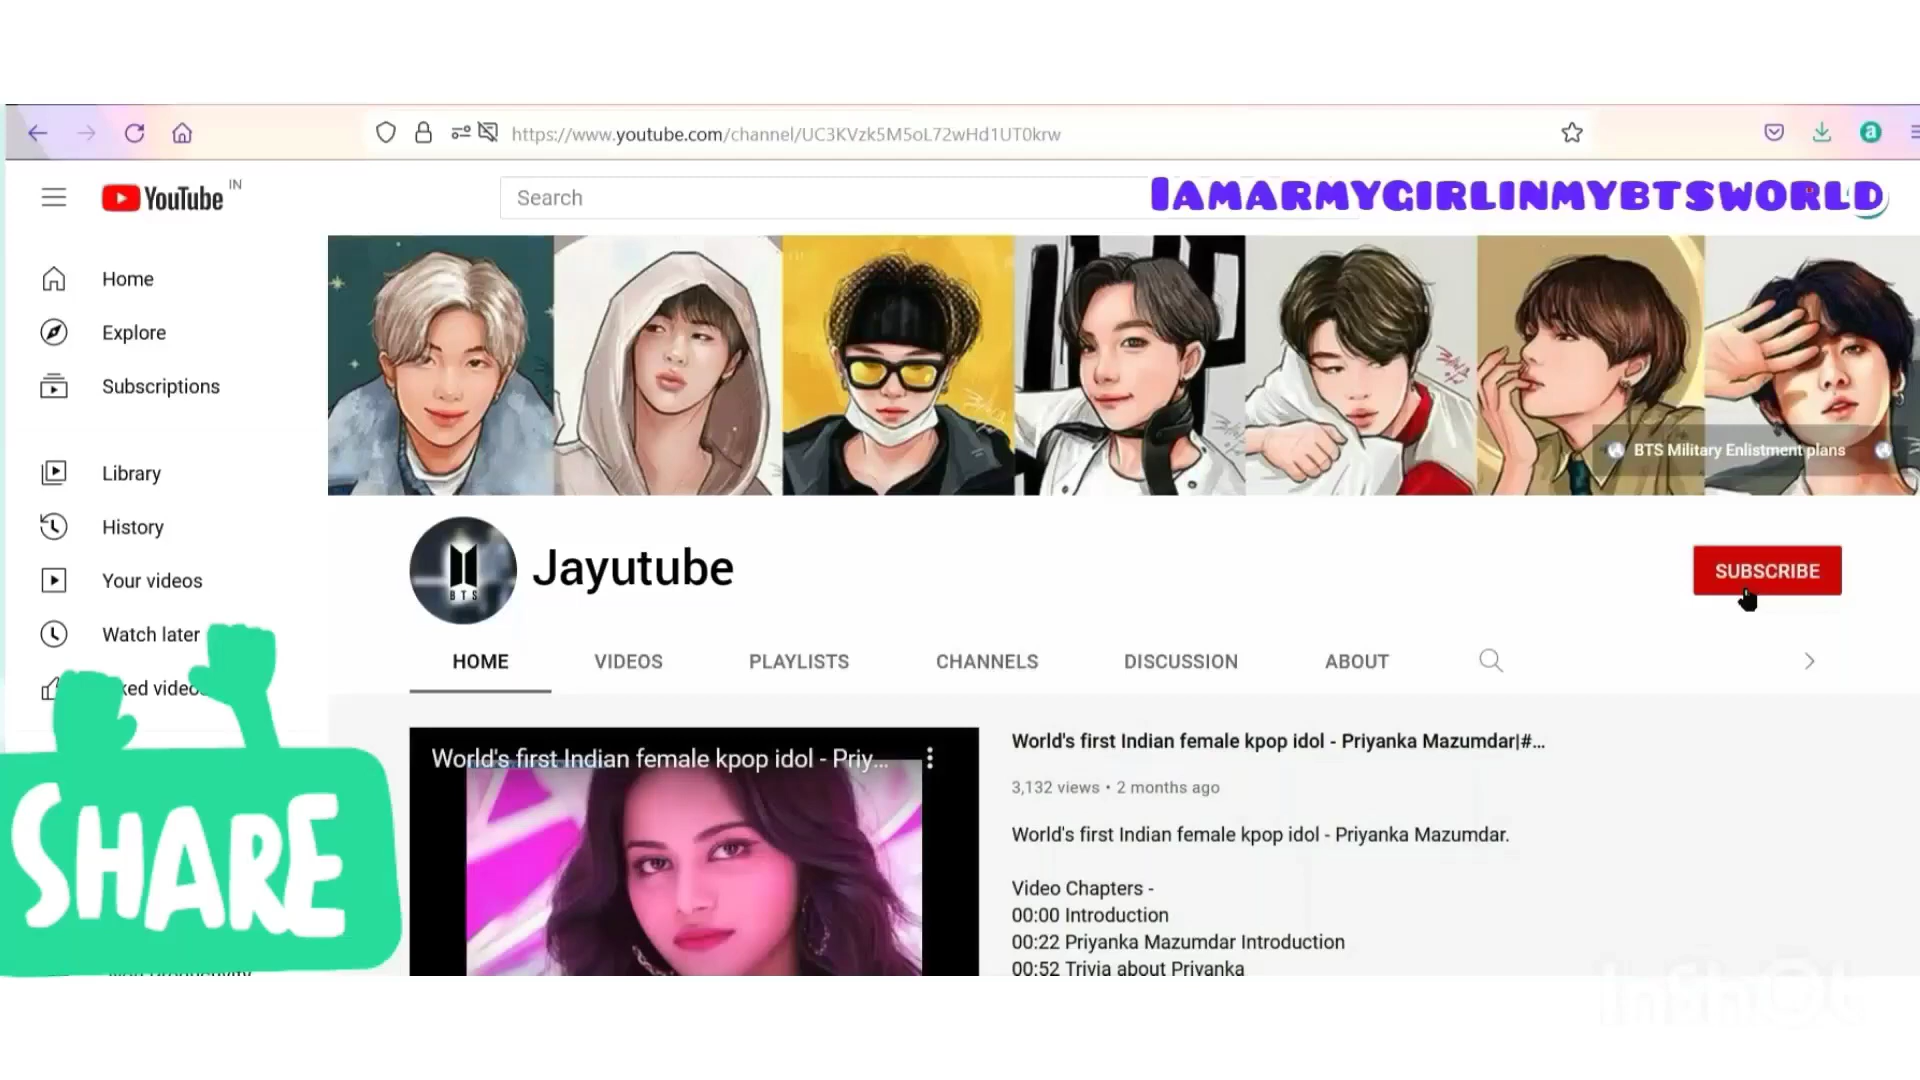 https://www.youtube.com/channel/UC3KVzk5M5oL72wHd1UT0krw
YouTube IN
Search
IAMARMYGIRLINMYBTSWORLD
Home
Explore
Subscriptions
Library
History
Your videos
Watch later
ked videos
SHARE
BTS Military Enlistment plans
BTS
Jayutube
SUBSCRIBE
HOME VIDEOS PLAYLISTS CHANNELS DISCUSSION ABOUT
World's first Indian female kpop idol - Priy...
World's first Indian female kpop idol - Priyanka Mazumdar|#...
3,132 views • 2 months ago
World's first Indian female kpop idol - Priyanka Mazumdar.
Video Chapters -
00:00 Introduction
00:22 Priyanka Mazumdar Introduction
00:52 Trivia about Priyanka
InShot